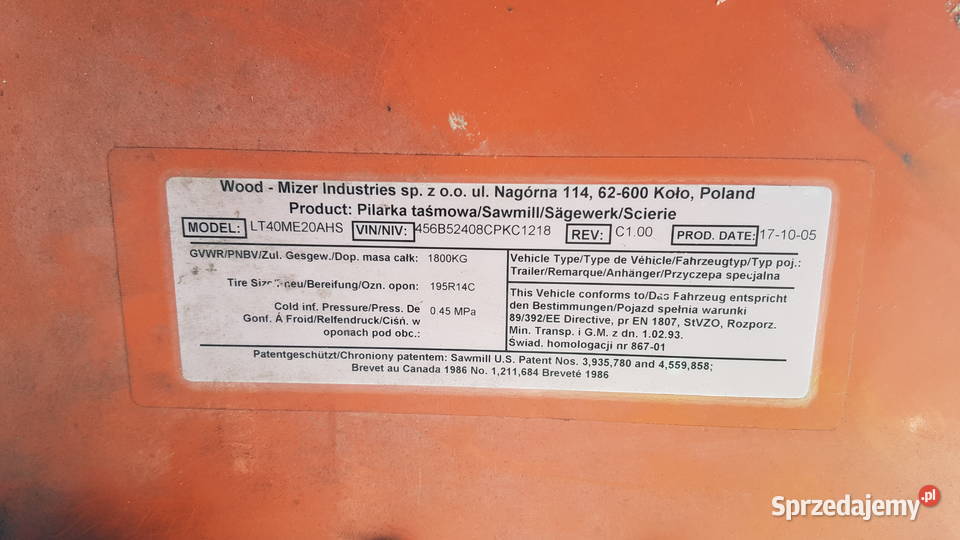 Wood - Mizer Industries sp. z o.o. ul. Nagórna 114, 62-600 Koło, Poland
Product: Pilarka taśmowa/Sawmill/Sägewerk/Scierie
MODEL: LT40ME20AHS VIN/NIV: 456B52408CPKC1218 REV: C1.00 PROD. DATE: 17-10-05
GVWR/PNBV/Zul. Gesgew./Dop. masa całk: 1800KG
Tire Size/Pneu/Bereifung/Ozn. opon: 195R14C
Cold inf. Pressure/Press. De
Gonf. Á Froid/Reifendruck/Ciśń. w
oponach pod obc.: 0.45 MPa
Vehicle Type/Type de Véhicle/Fahrzeugtyp/Typ poj.:
Trailer/Remarque/Anhänger/Przyczepa specjalna
This Vehicle conforms to/Das Fahrzeug entspricht
den Bestimmungen/Pojazd spełnia warunki
89/392/EE Directive, pr EN 1807, StVZO, Rozporz.
Min. Transp. i G.M. z dn. 1.02.93.
Świad. homologacji nr 867-01
Patentgeschützt/Chroniony patentem: Sawmill U.S. Patent Nos. 3,935,780 and 4,559,858;
Brevet au Canada 1986 No. 1,211,684 Breveté 1986
Sprzedajemy.pl